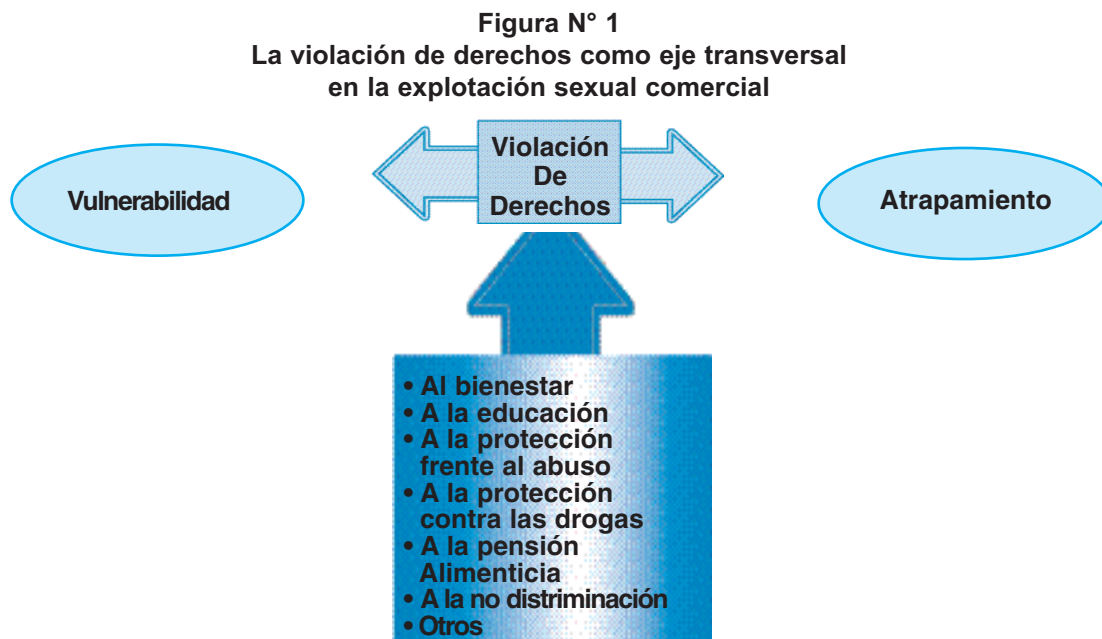 Figura N° 1
La violación de derechos como eje transversal
en la explotación sexual comercial
Vulnerabilidad
Violación
De
Derechos
Atrapamiento
• Al bienestar
• A la educación
• A la protección
frente al abuso
• A la protección
contra las drogas
• A la pensión
Alimenticia
• A la no distriminación
• Otros